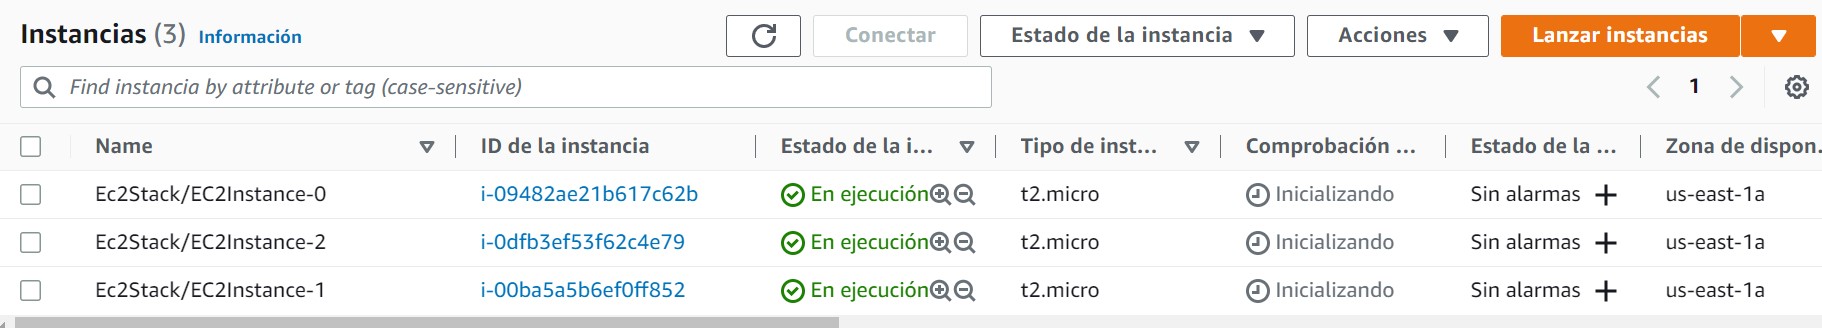 Instancias (3) Información Conectar Estado de la instancia Acciones Lanzar instancias
Find instancia by attribute or tag (case-sensitive) 1
Name ID de la instancia Estado de la i... Tipo de inst... Comprobación ... Estado de la ... Zona de dispon.
Ec2Stack/EC2Instance-0 i-09482ae21b617c62b En ejecución t2.micro Inicializando Sin alarmas us-east-1a
Ec2Stack/EC2Instance-2 i-0dfb3ef53f62c4e79 En ejecución t2.micro Inicializando Sin alarmas us-east-1a
Ec2Stack/EC2Instance-1 i-00ba5a5b6ef0ff852 En ejecución t2.micro Inicializando Sin alarmas us-east-1a